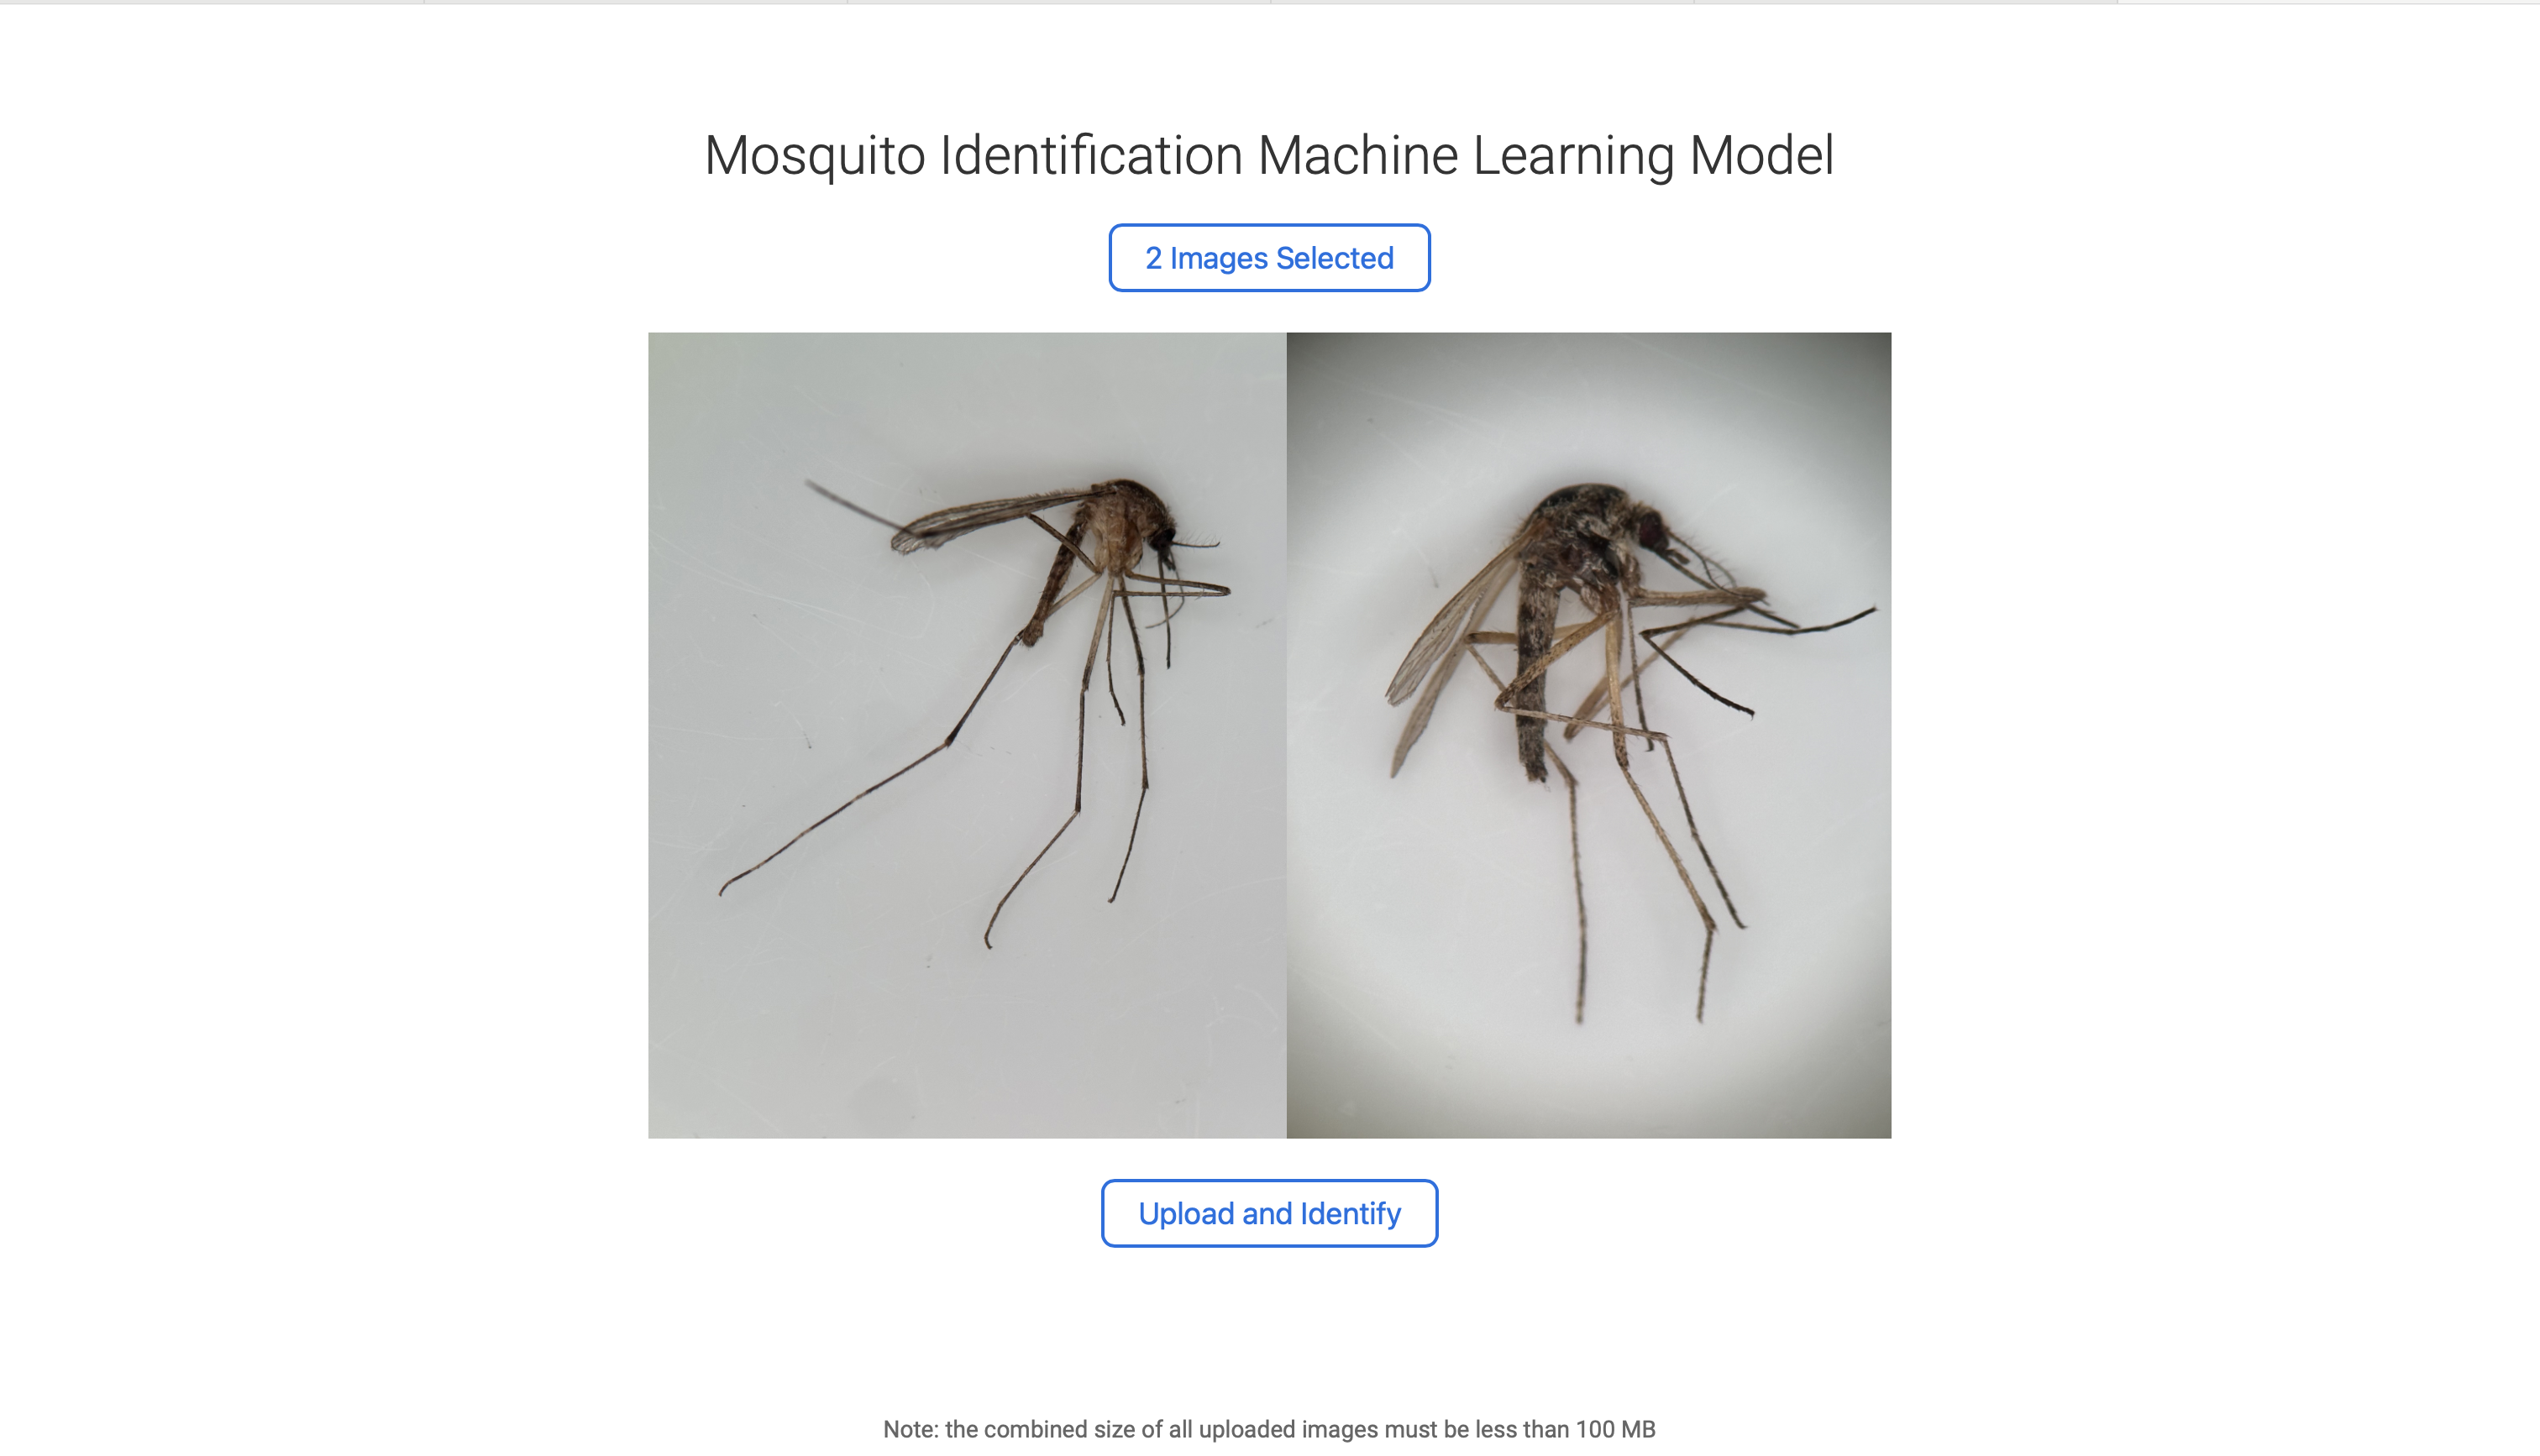 Mosquito Identification Machine Learning Model
2 Images Selected
Upload and Identify
Note: the combined size of all uploaded images must be less than 100 MB